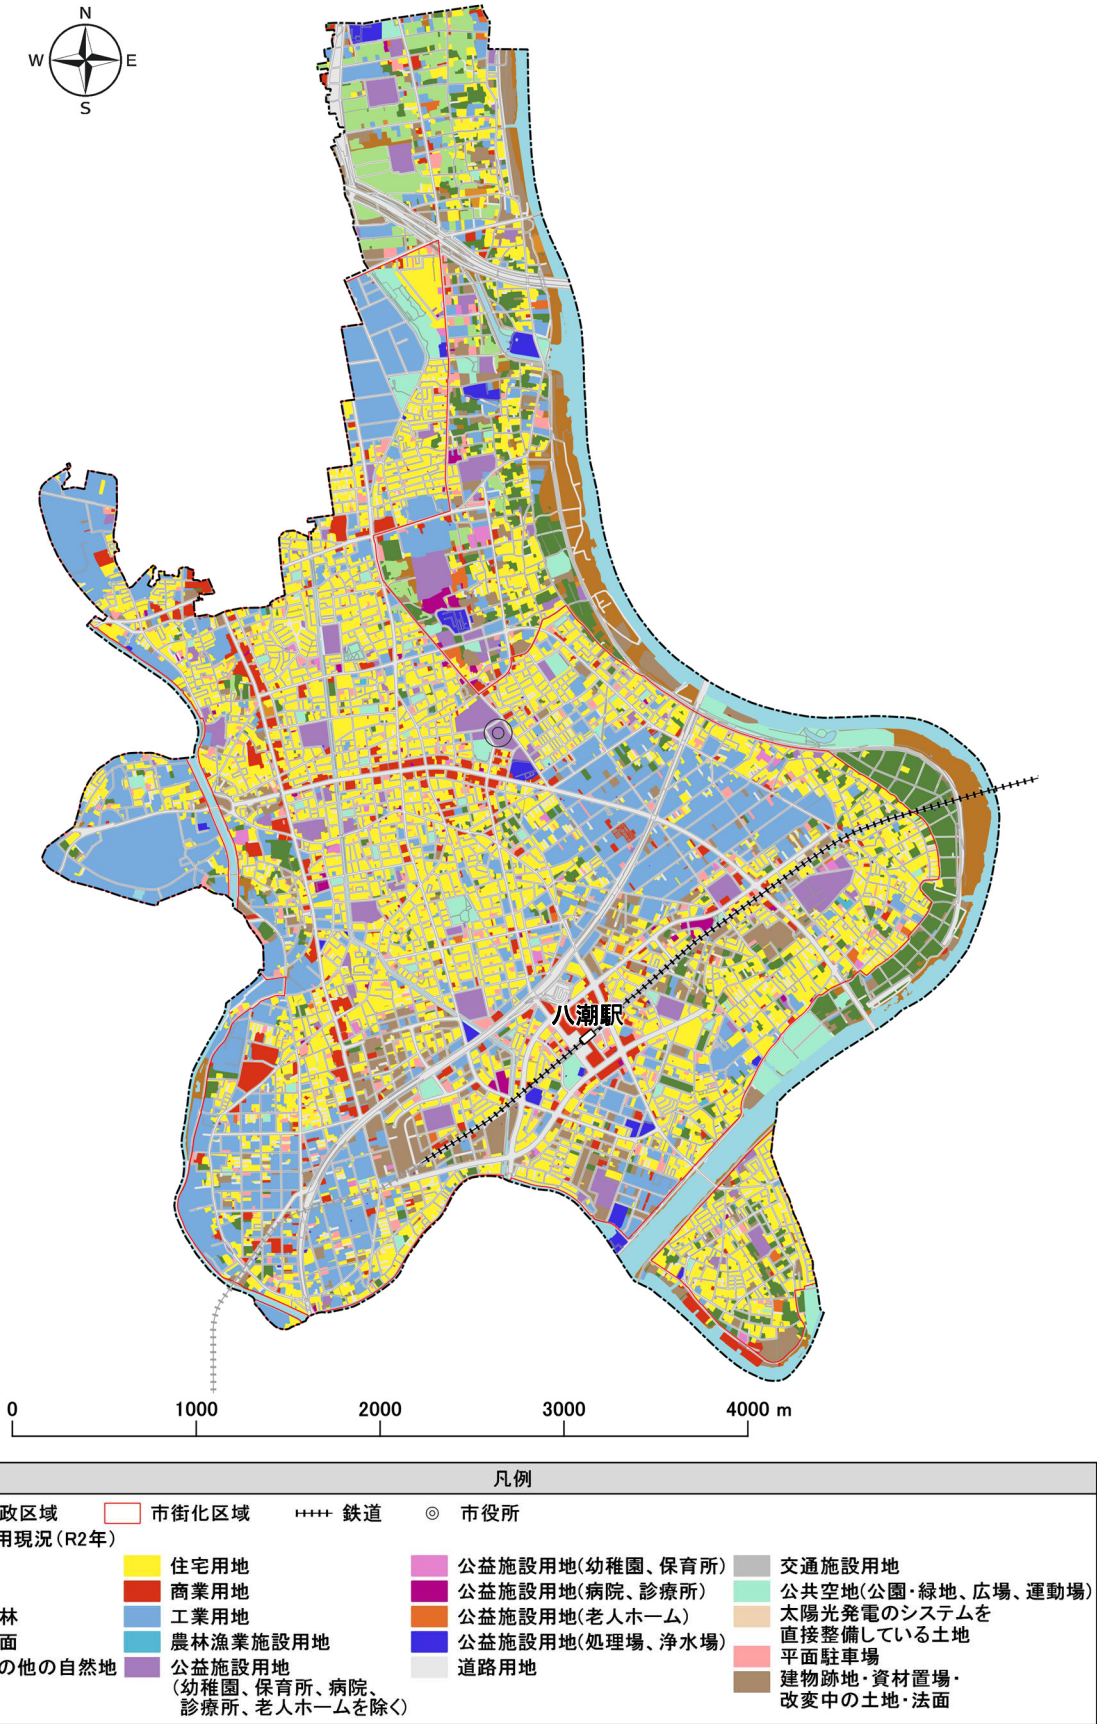 N
W E
S
八潮駅
0 1000 2000 3000 4000 m
凡例
政区域 市街化区域 鉄道 市役所
用現況(R2年)
住宅用地 公益施設用地(幼稚園、保育所) 交通施設用地
商業用地 公益施設用地(病院、診療所) 公共空地(公園・緑地、広場、運動場)
林 工業用地 公益施設用地(老人ホーム) 太陽光発電のシステムを
直接整備している土地
面 農林漁業施設用地 公益施設用地(処理場、浄水場) 平面駐車場
の他の自然地 公益施設用地 道路用地 建物跡地・資材置場・
(幼稚園、保育所、病院、 改変中の土地・法面
診療所、老人ホームを除く)